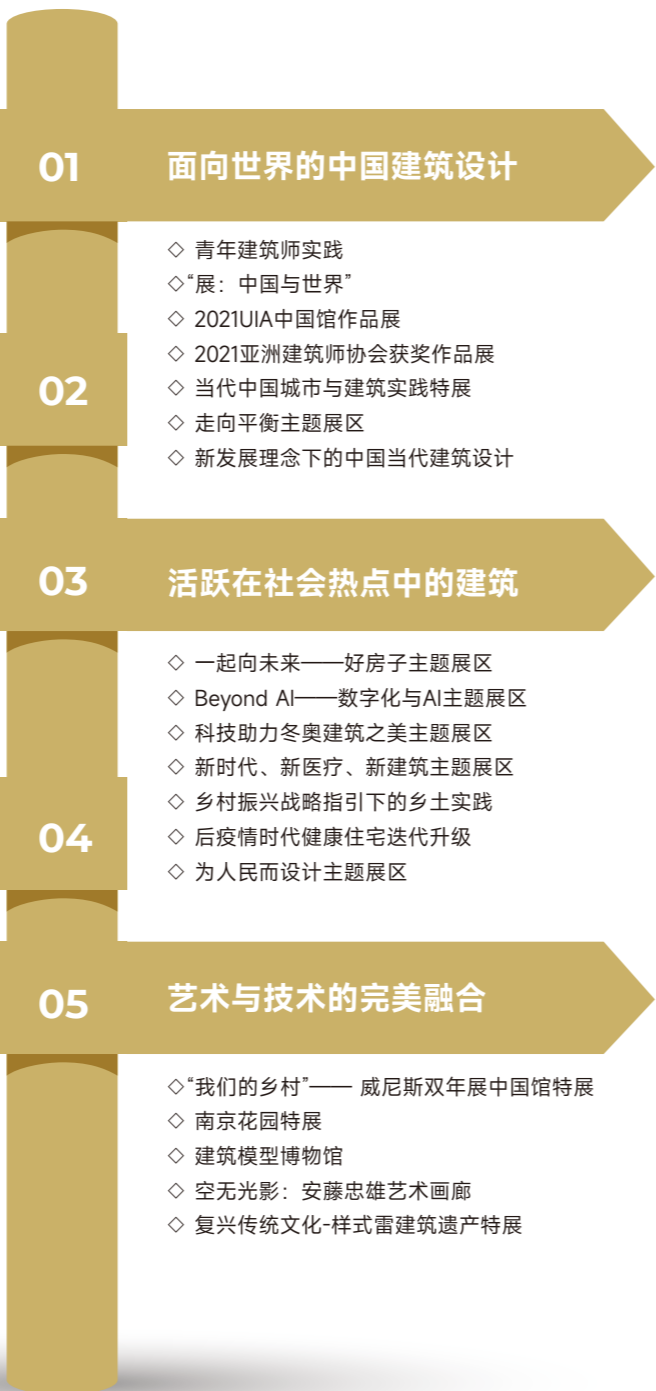 01
面向世界的中国建筑设计
◇ 青年建筑师实践
◇“展：中国与世界”
◇ 2021UIA中国馆作品展
◇ 2021亚洲建筑师协会获奖作品展
02
◇ 当代中国城市与建筑实践特展
◇ 走向平衡主题展区
◇ 新发展理念下的中国当代建筑设计
03
活跃在社会热点中的建筑
◇ 一起向未来——好房子主题展区
◇ Beyond AI——数字化与AI主题展区
◇ 科技助力冬奥建筑之美主题展区
◇ 新时代、新医疗、新建筑主题展区
◇ 乡村振兴战略指引下的乡土实践
04
◇ 后疫情时代健康住宅迭代升级
◇ 为人民而设计主题展区
05
艺术与技术的完美融合
◇“我们的乡村”—— 威尼斯双年展中国馆特展
◇ 南京花园特展
◇ 建筑模型博物馆
◇ 空无光影：安藤忠雄艺术画廊
◇ 复兴传统文化-样式雷建筑遗产特展